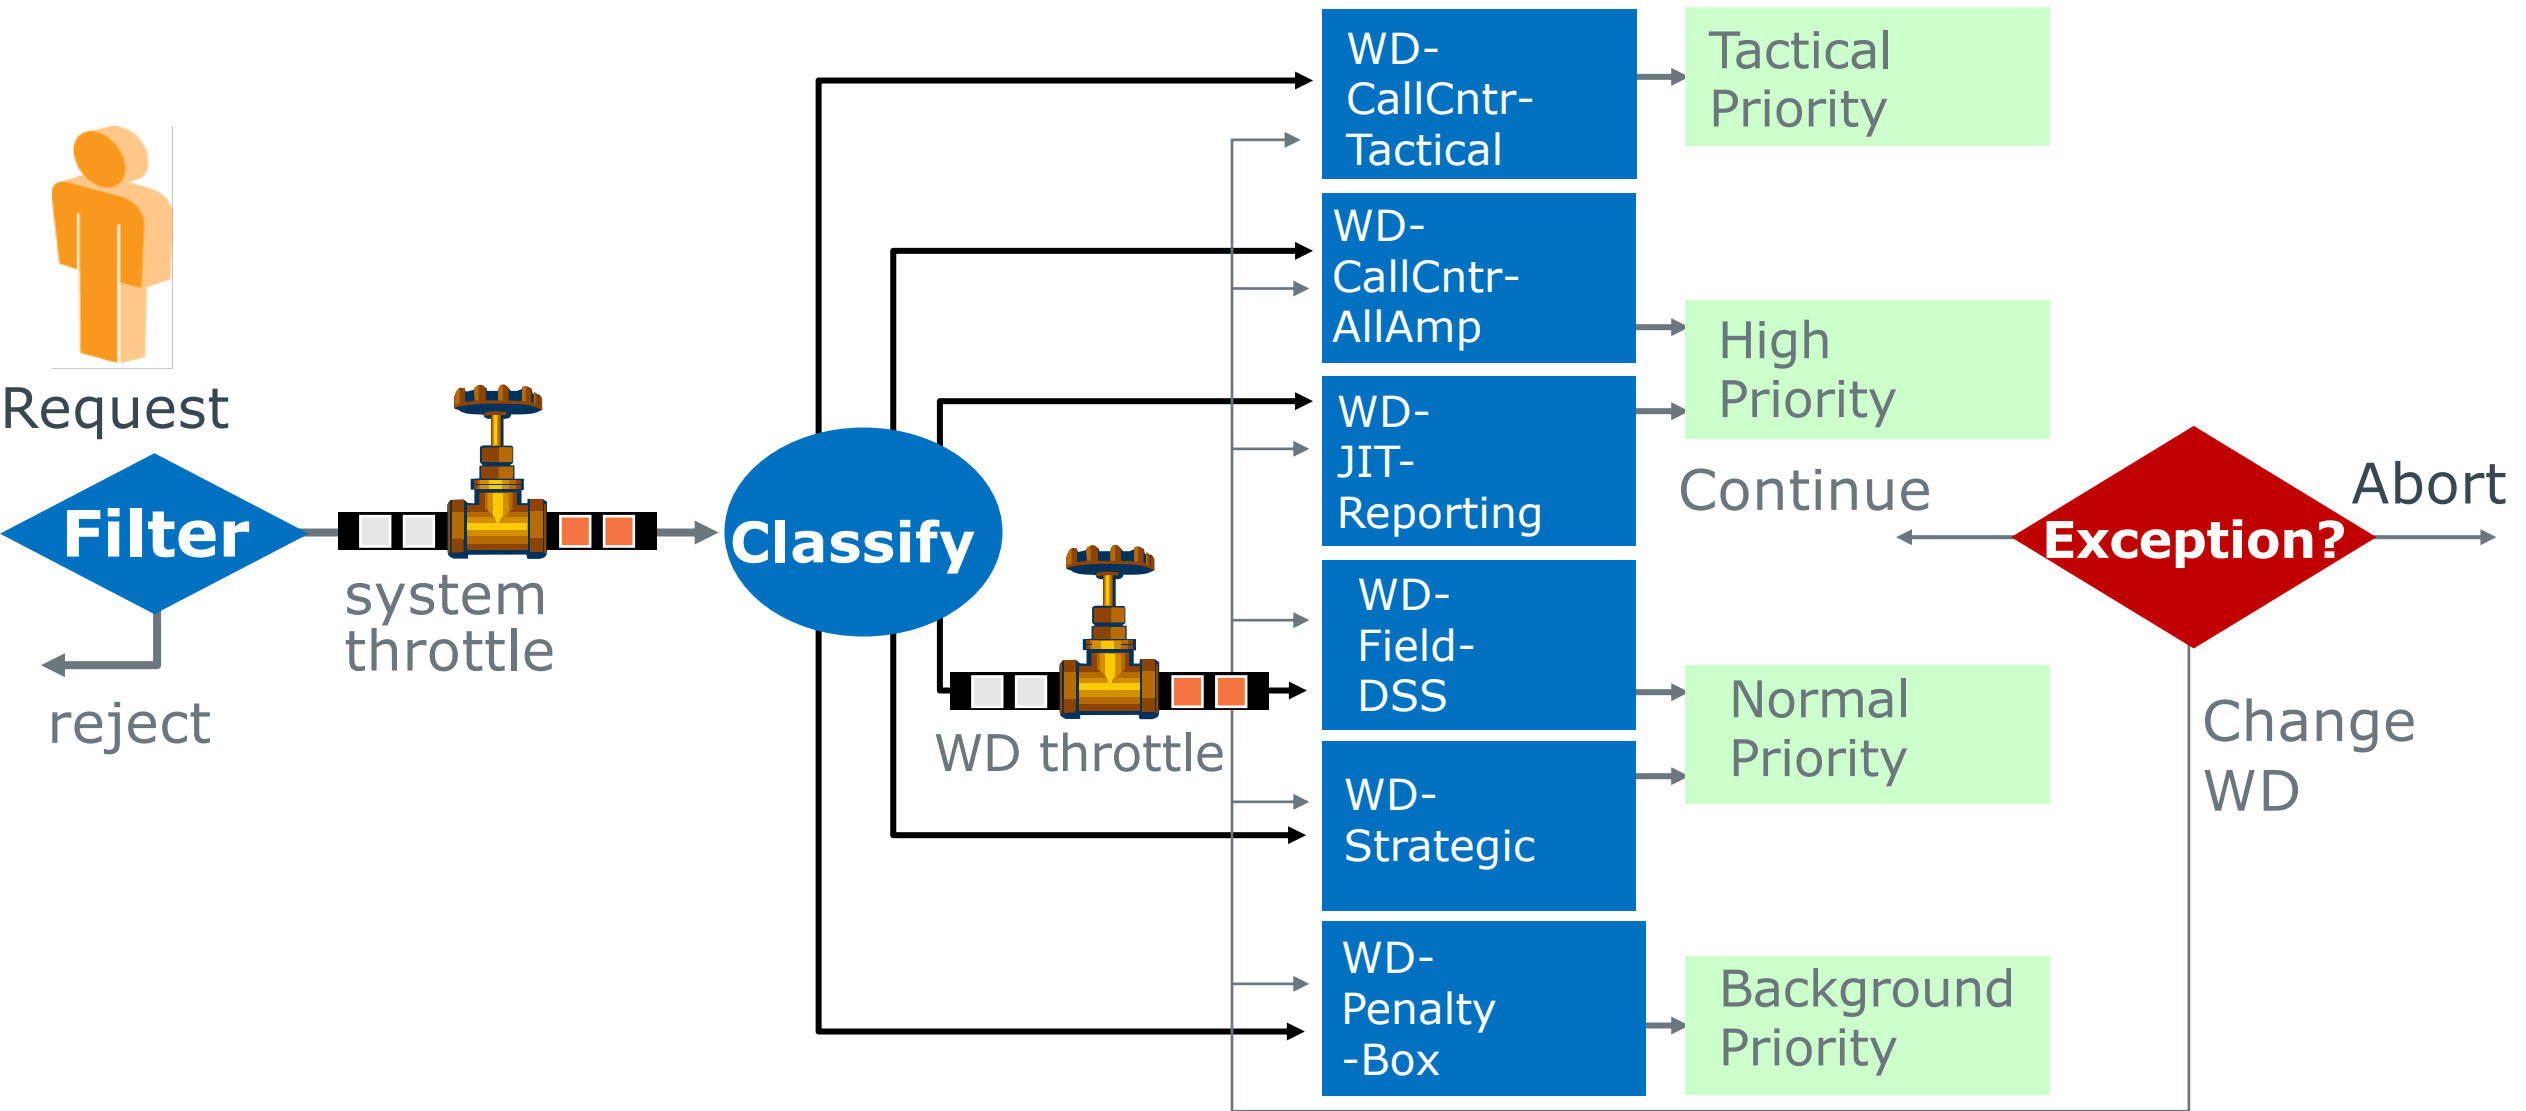 Request
Filter
reject
system
throttle
Classify
WD throttle
WD-
CallCntr-
Tactical
WD-
CallCntr-
AllAmp
WD-
JIT-
Reporting
WD-
Field-
DSS
WD-
Strategic
WD-
Penalty
-Box
Tactical
Priority
High
Priority
Normal
Priority
Background
Priority
Continue
Exception?
Abort
Change
WD